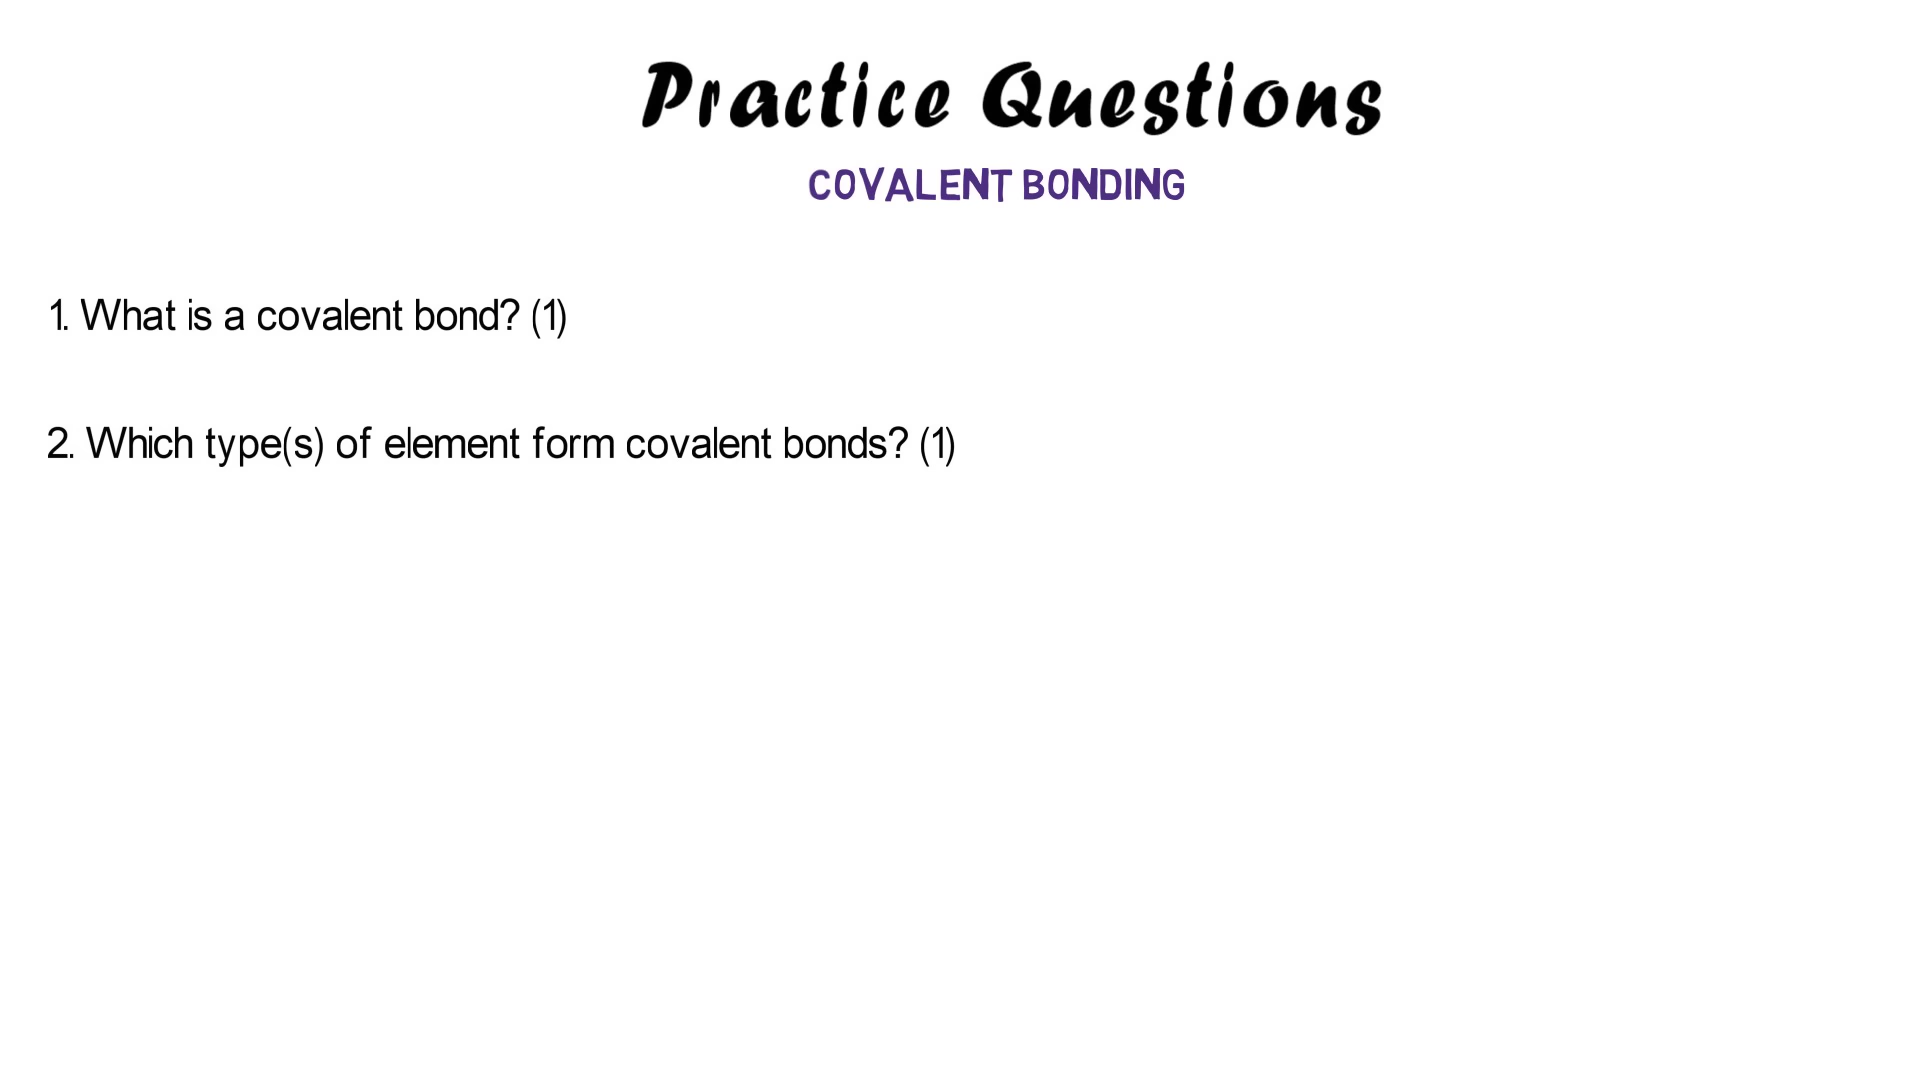 Practice Questions
COVALENT BONDING
1. What is a covalent bond? (1)
2. Which type(s) of element form covalent bonds? (1)